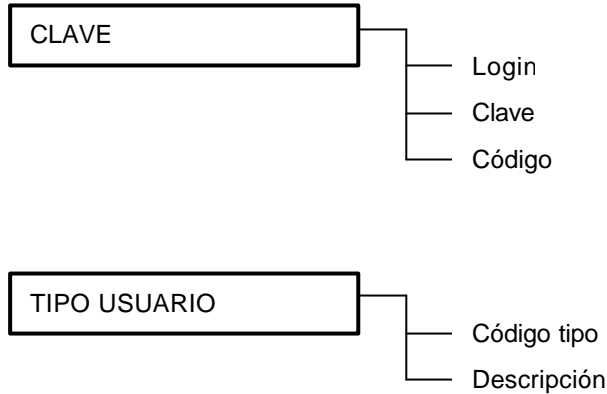 CLAVE
Login
Clave
Código
TIPO USUARIO
Código tipo
Descripción